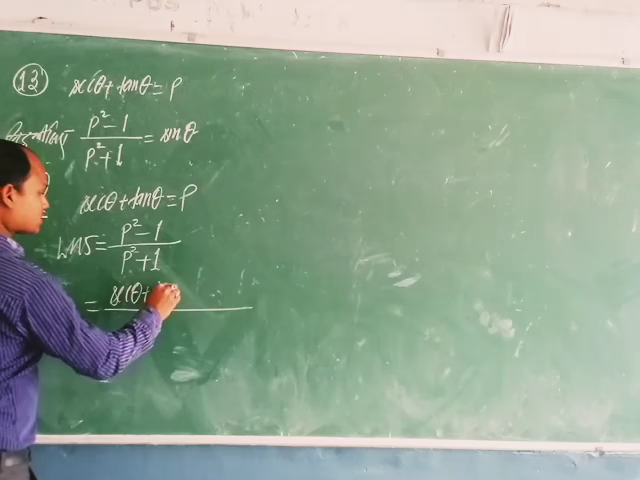 13 secθ + tanθ = P
P² - 1 / P² + 1 = sinθ
secθ + tanθ = P
LHS = P² - 1 / P² + 1
= secθ +